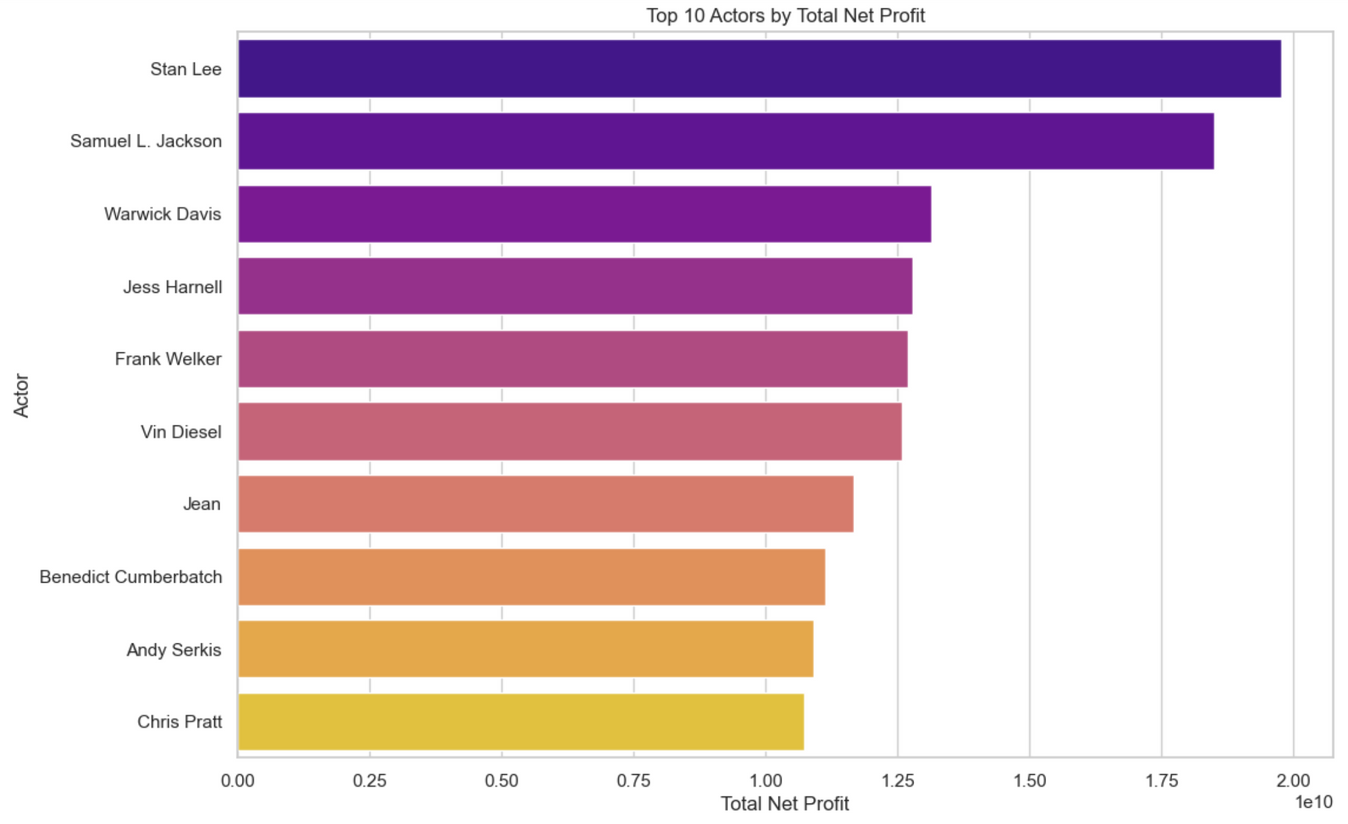 Top 10 Actors by Total Net Profit
Stan Lee
Samuel L. Jackson
Warwick Davis
Jess Harnell
Frank Welker
Vin Diesel
Jean
Benedict Cumberbatch
Andy Serkis
Chris Pratt
Actor
0.00 0.25 0.50 0.75 1.00 1.25 1.50 1.75 2.00
1e10
Total Net Profit